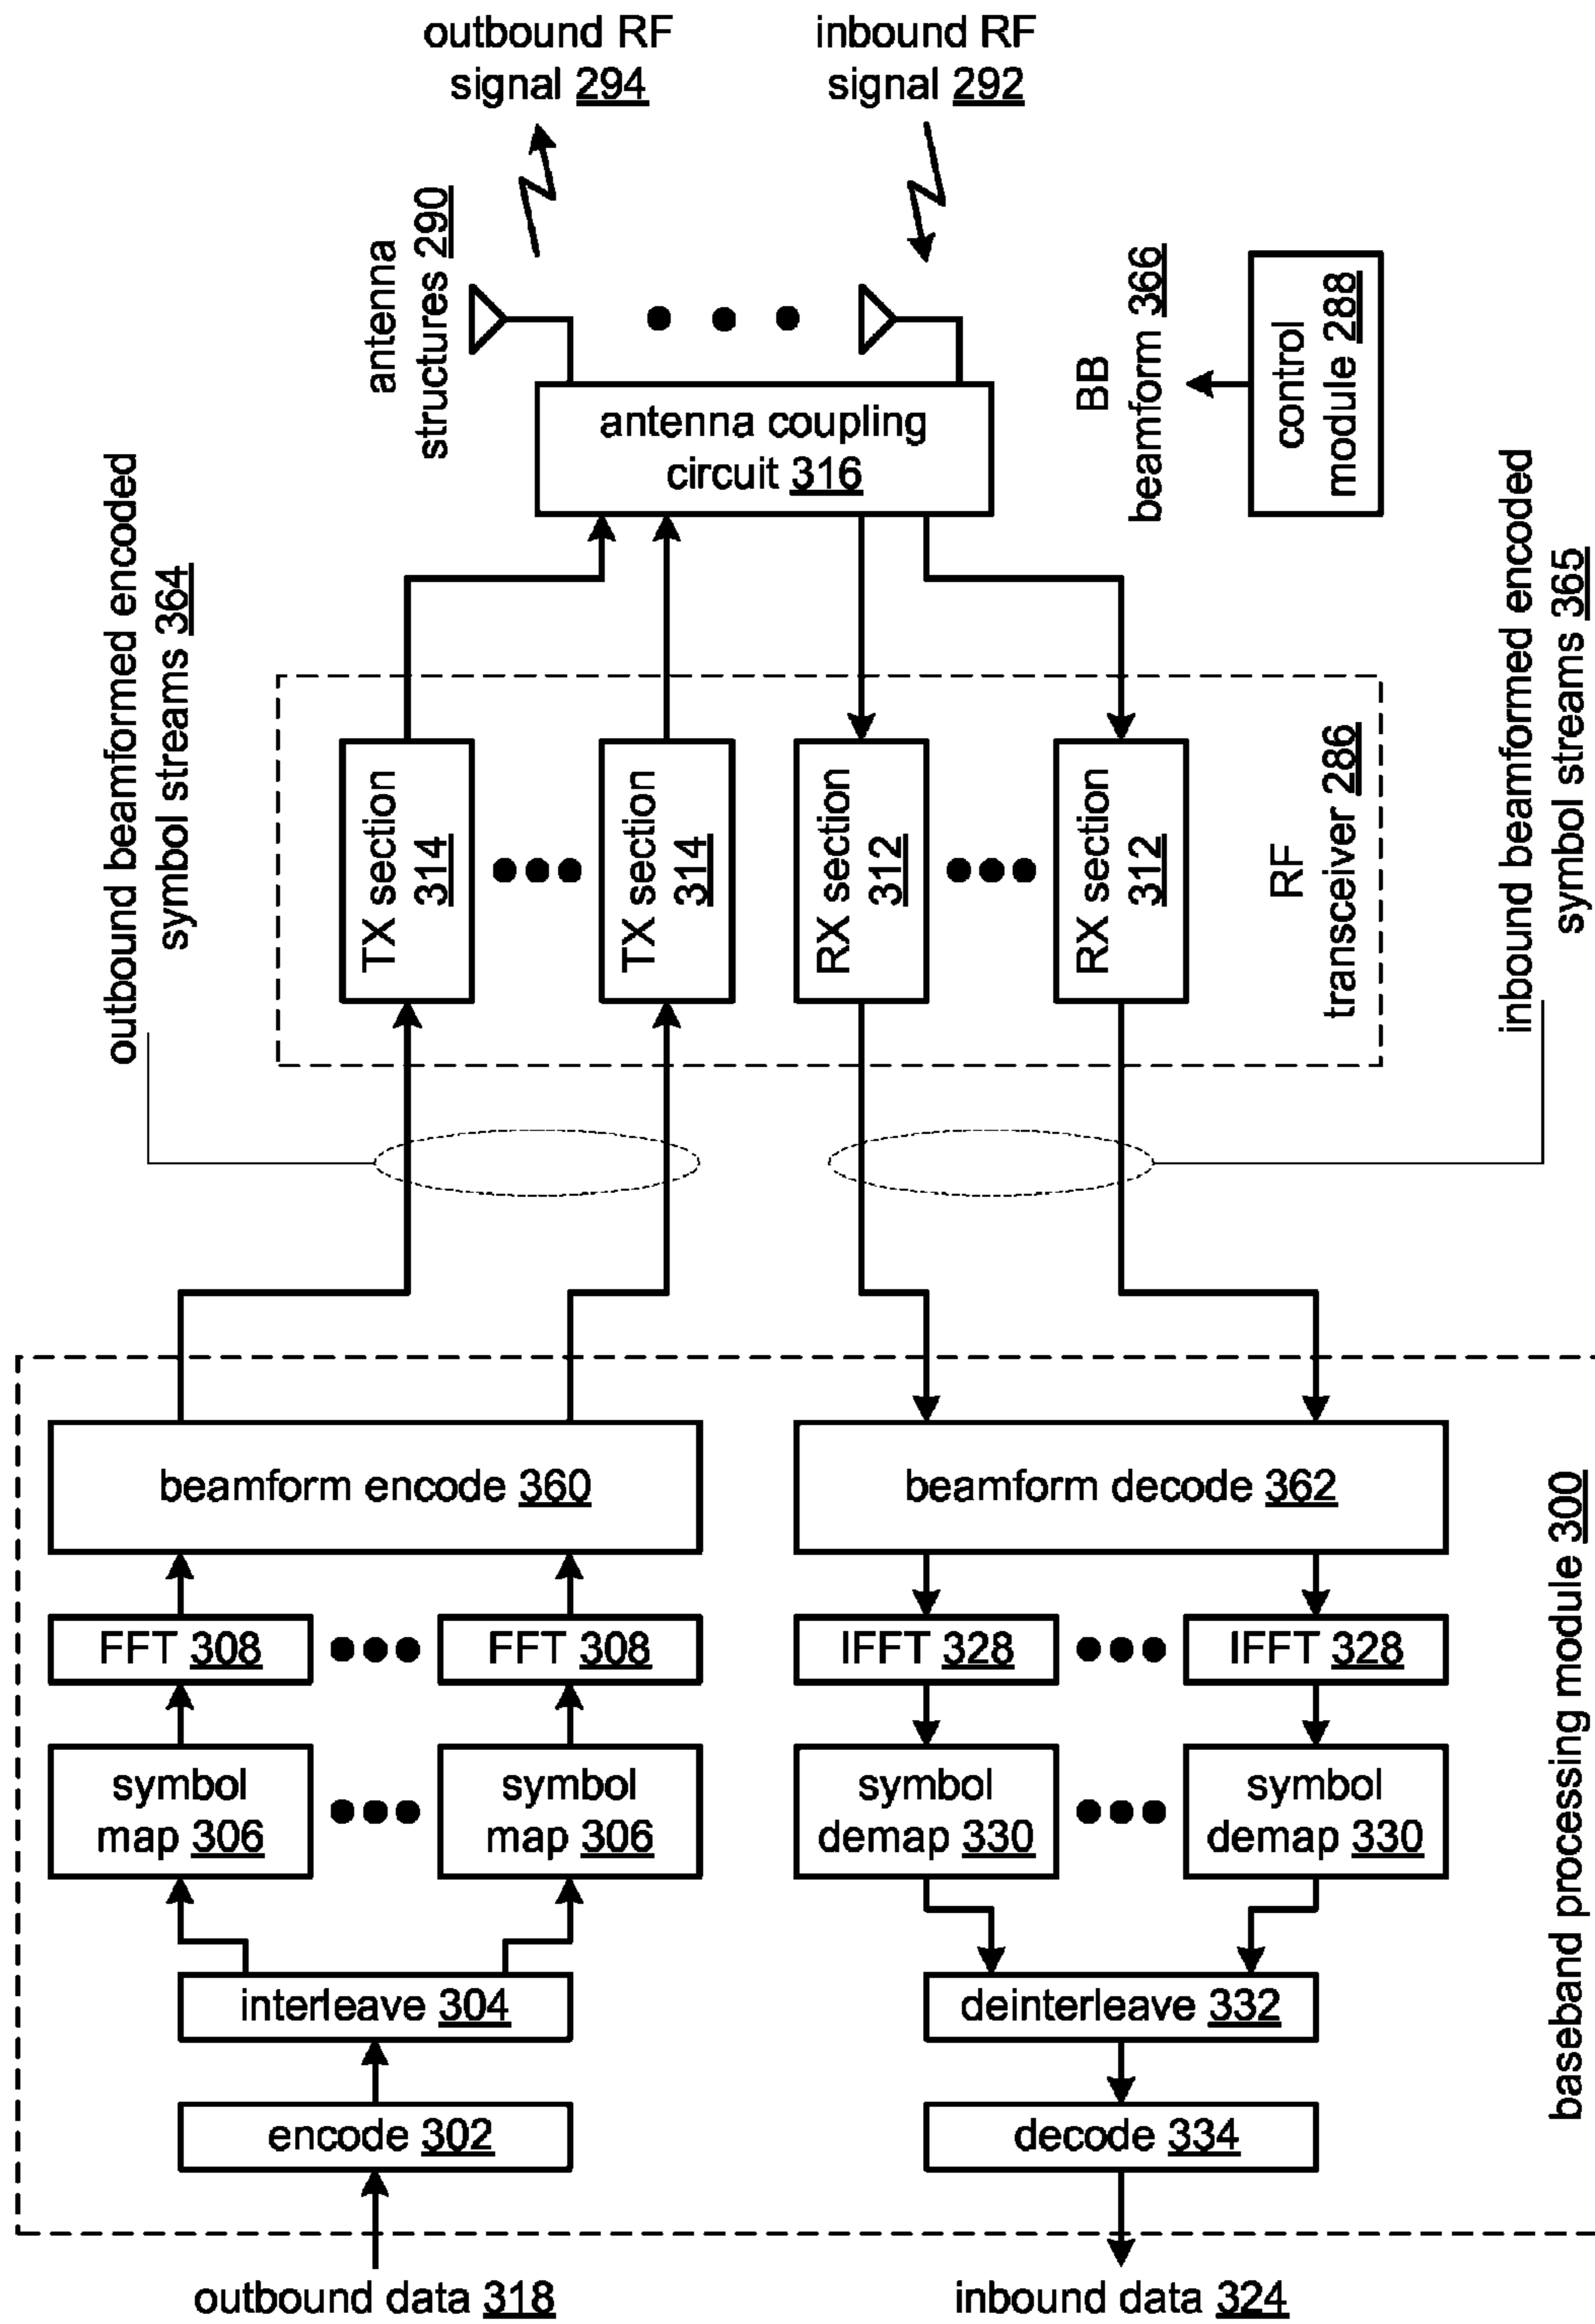 outbound RF
signal 294
inbound RF
signal 292
antenna
structures 290
antenna coupling
circuit 316
BB
beamform 366
control
module 288
outbound beamformed encoded
symbol streams 364
inbound beamformed encoded
symbol streams 365
TX section
314
TX section
314
RX section
312
RX section
312
RF
transceiver 286
beamform encode 360
beamform decode 362
FFT 308
FFT 308
IFFT 328
IFFT 328
symbol
map 306
symbol
map 306
symbol
demap 330
symbol
demap 330
interleave 304
deinterleave 332
encode 302
decode 334
baseband processing module 300
outbound data 318
inbound data 324